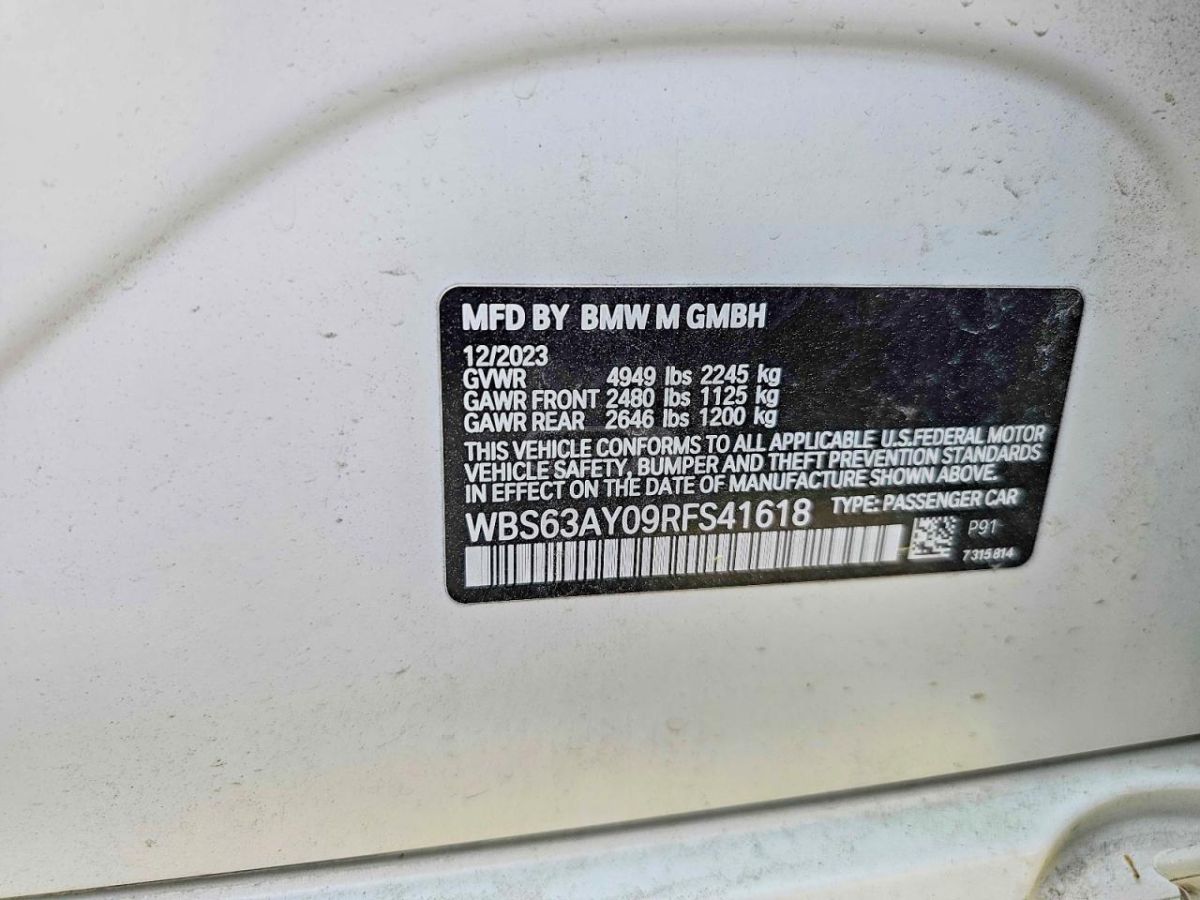 MFD BY BMW M GMBH
12/2023
GVWR 4949 lbs 2245 kg
GAWR FRONT 2480 lbs 1125 kg
GAWR REAR 2646 lbs 1200 kg
THIS VEHICLE CONFORMS TO ALL APPLICABLE U.S.FEDERAL MOTOR
VEHICLE SAFETY, BUMPER AND THEFT PREVENTION STANDARDS
IN EFFECT ON THE DATE OF MANUFACTURE SHOWN ABOVE.
WBS63AY09RFS41618 TYPE: PASSENGER CAR
P91
7315814